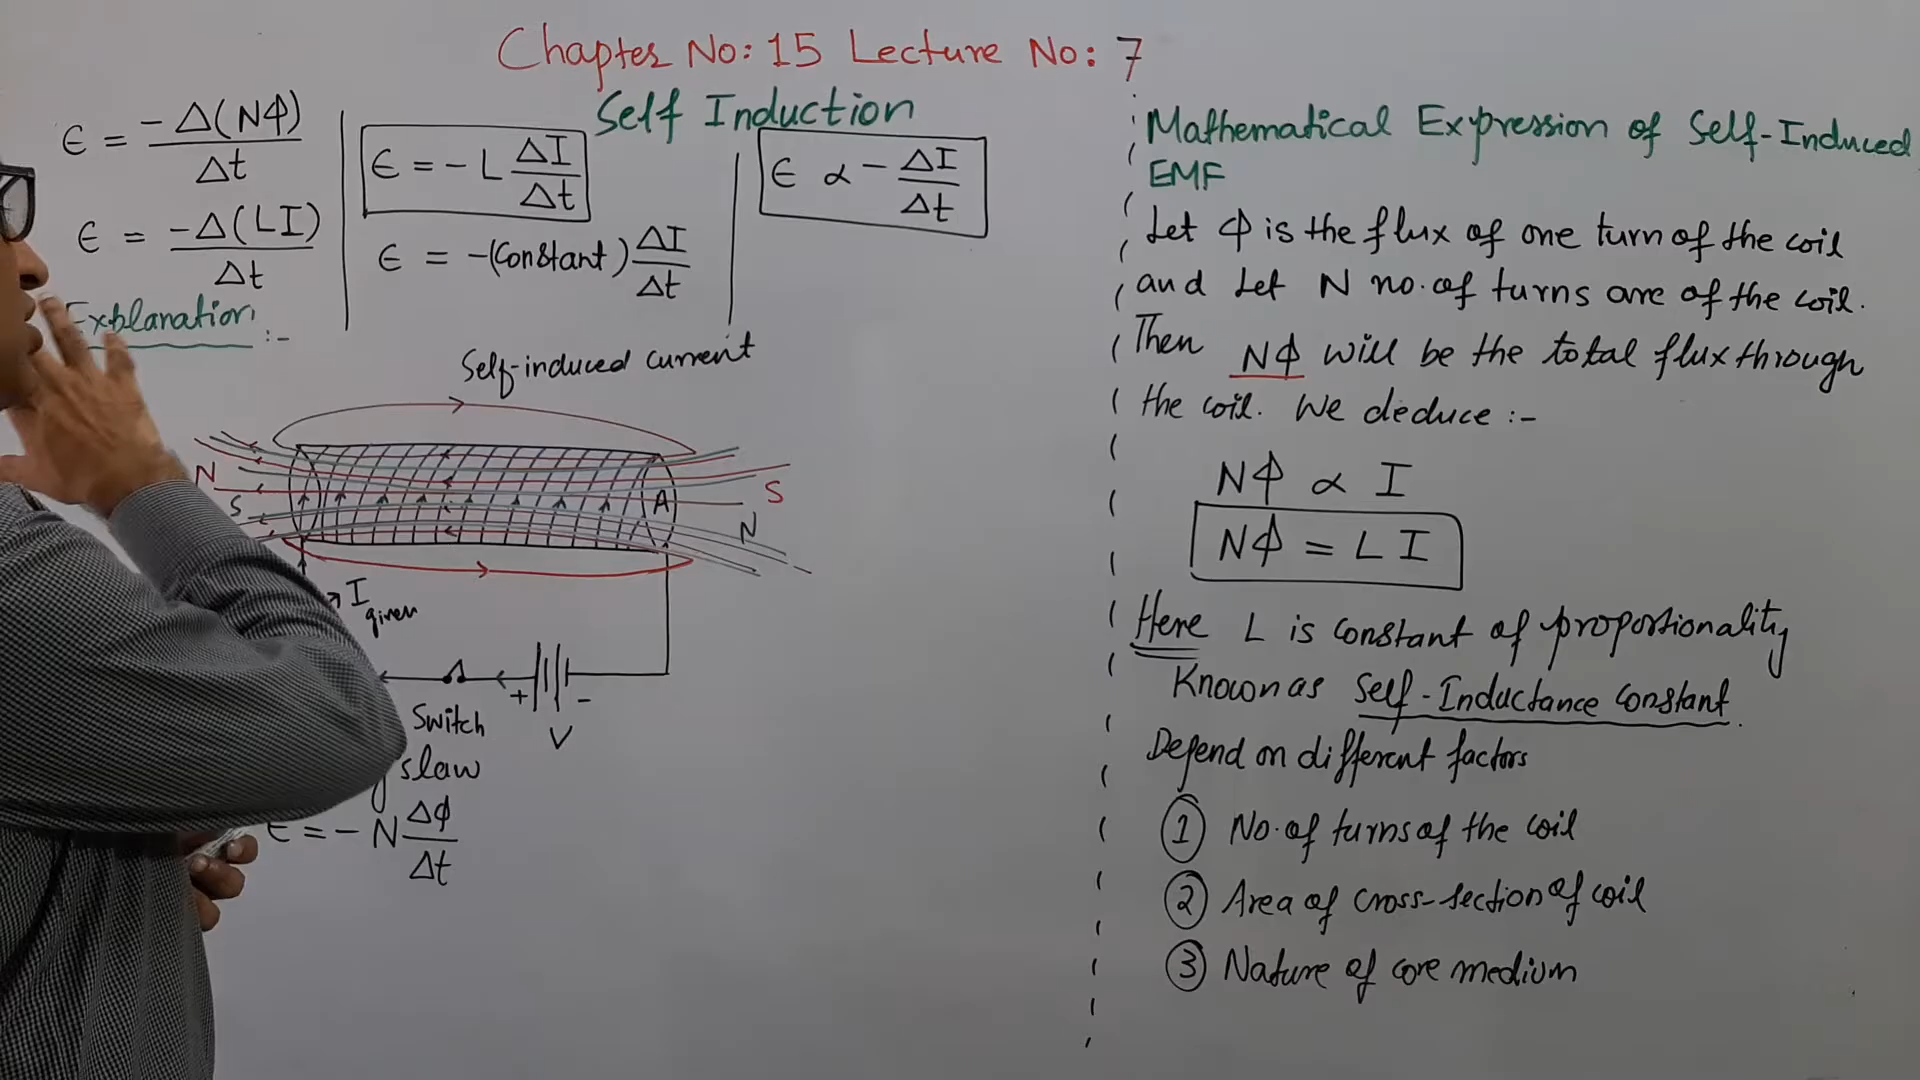 Chapter No: 15 Lecture No: 7
Self Induction
ϵ = -Δ(NΦ)/Δt
ϵ = -Δ(LI)/Δt
ϵ = - L ΔI/Δt
ϵ = -(Constant) ΔI/Δt
ϵ ∝ - ΔI/Δt
Explanation :-
Self-induced current
N
S
A
S
N
I given
+
-
Switch
V
slaw
ϵ = - N Δϕ/Δt
Mathematical Expression of Self-Induced
EMF
Let Φ is the flux of one turn of the coil
and Let N no. of turns are of the coil.
Then NΦ will be the total flux through
the coil. We deduce :-
NΦ ∝ I
NΦ = L I
Here L is constant of proportionality
Known as Self-Inductance Constant.
Depend on different factors
① No. of turns of the coil
② Area of cross-section of coil
③ Nature of core medium